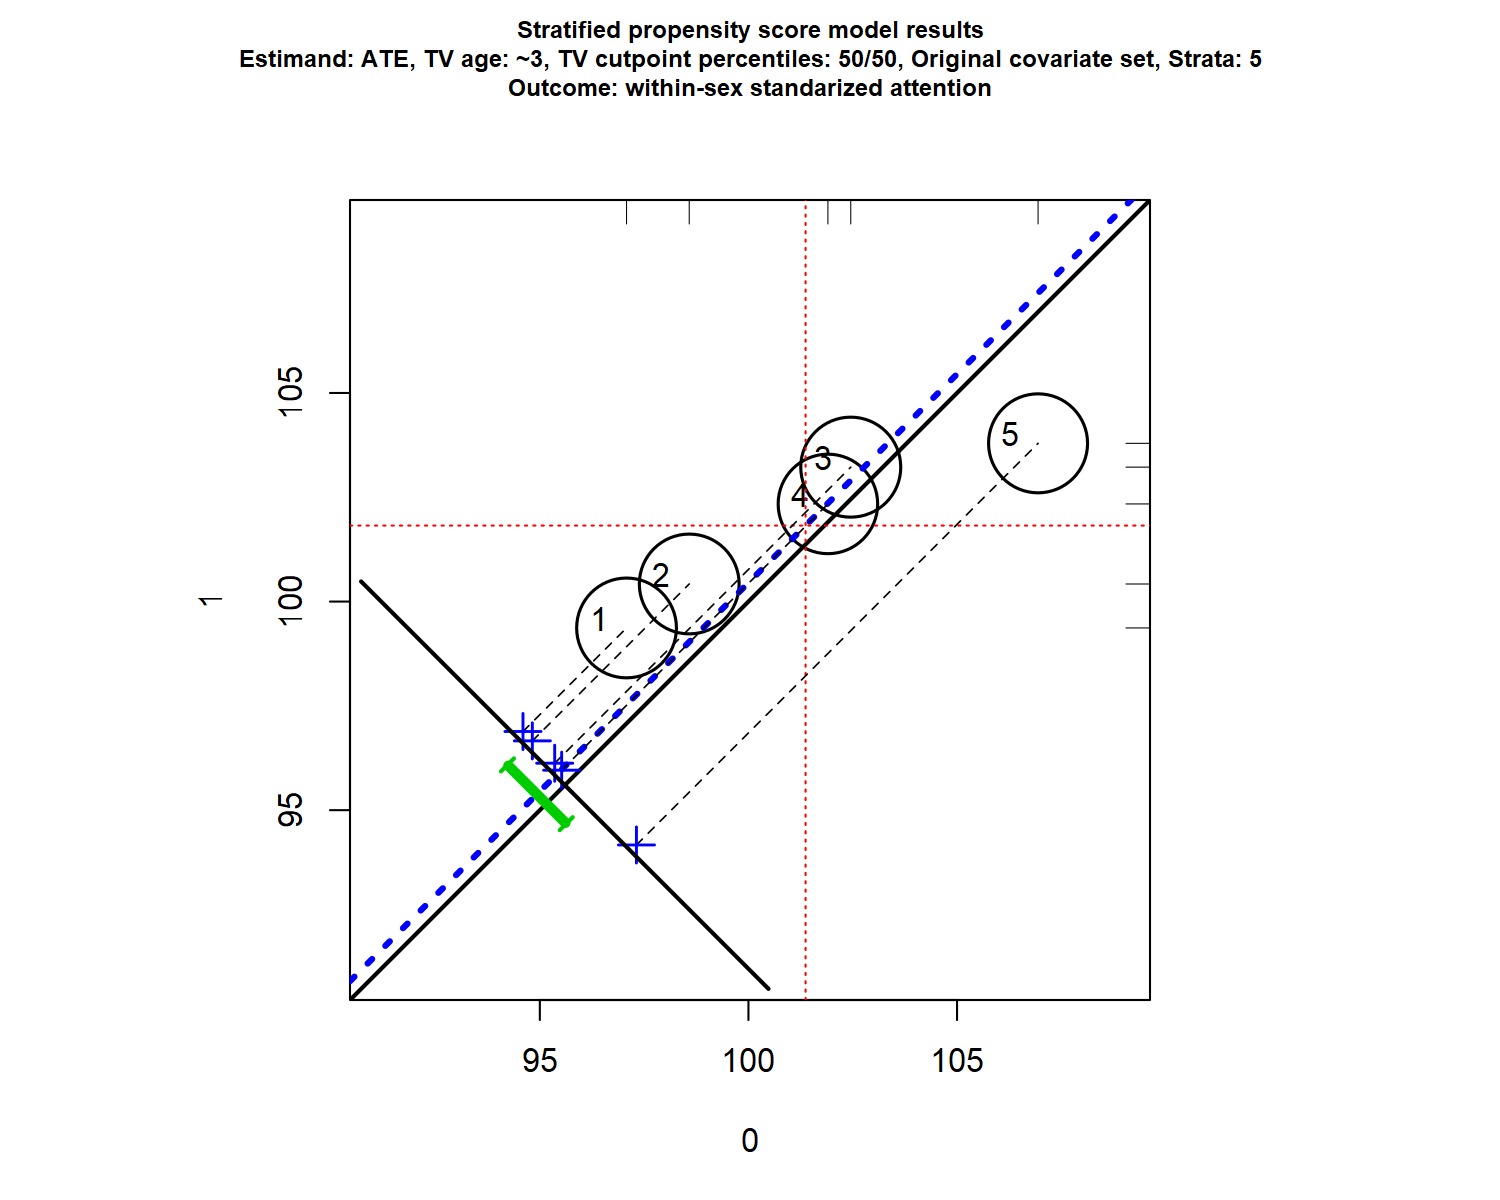 Stratified propensity score model results
Estimand: ATE, TV age: ~3, TV cutpoint percentiles: 50/50, Original covariate set, Strata: 5
Outcome: within-sex standarized attention
105
100
95
1
5
3
4
2
1
95 100 105
0